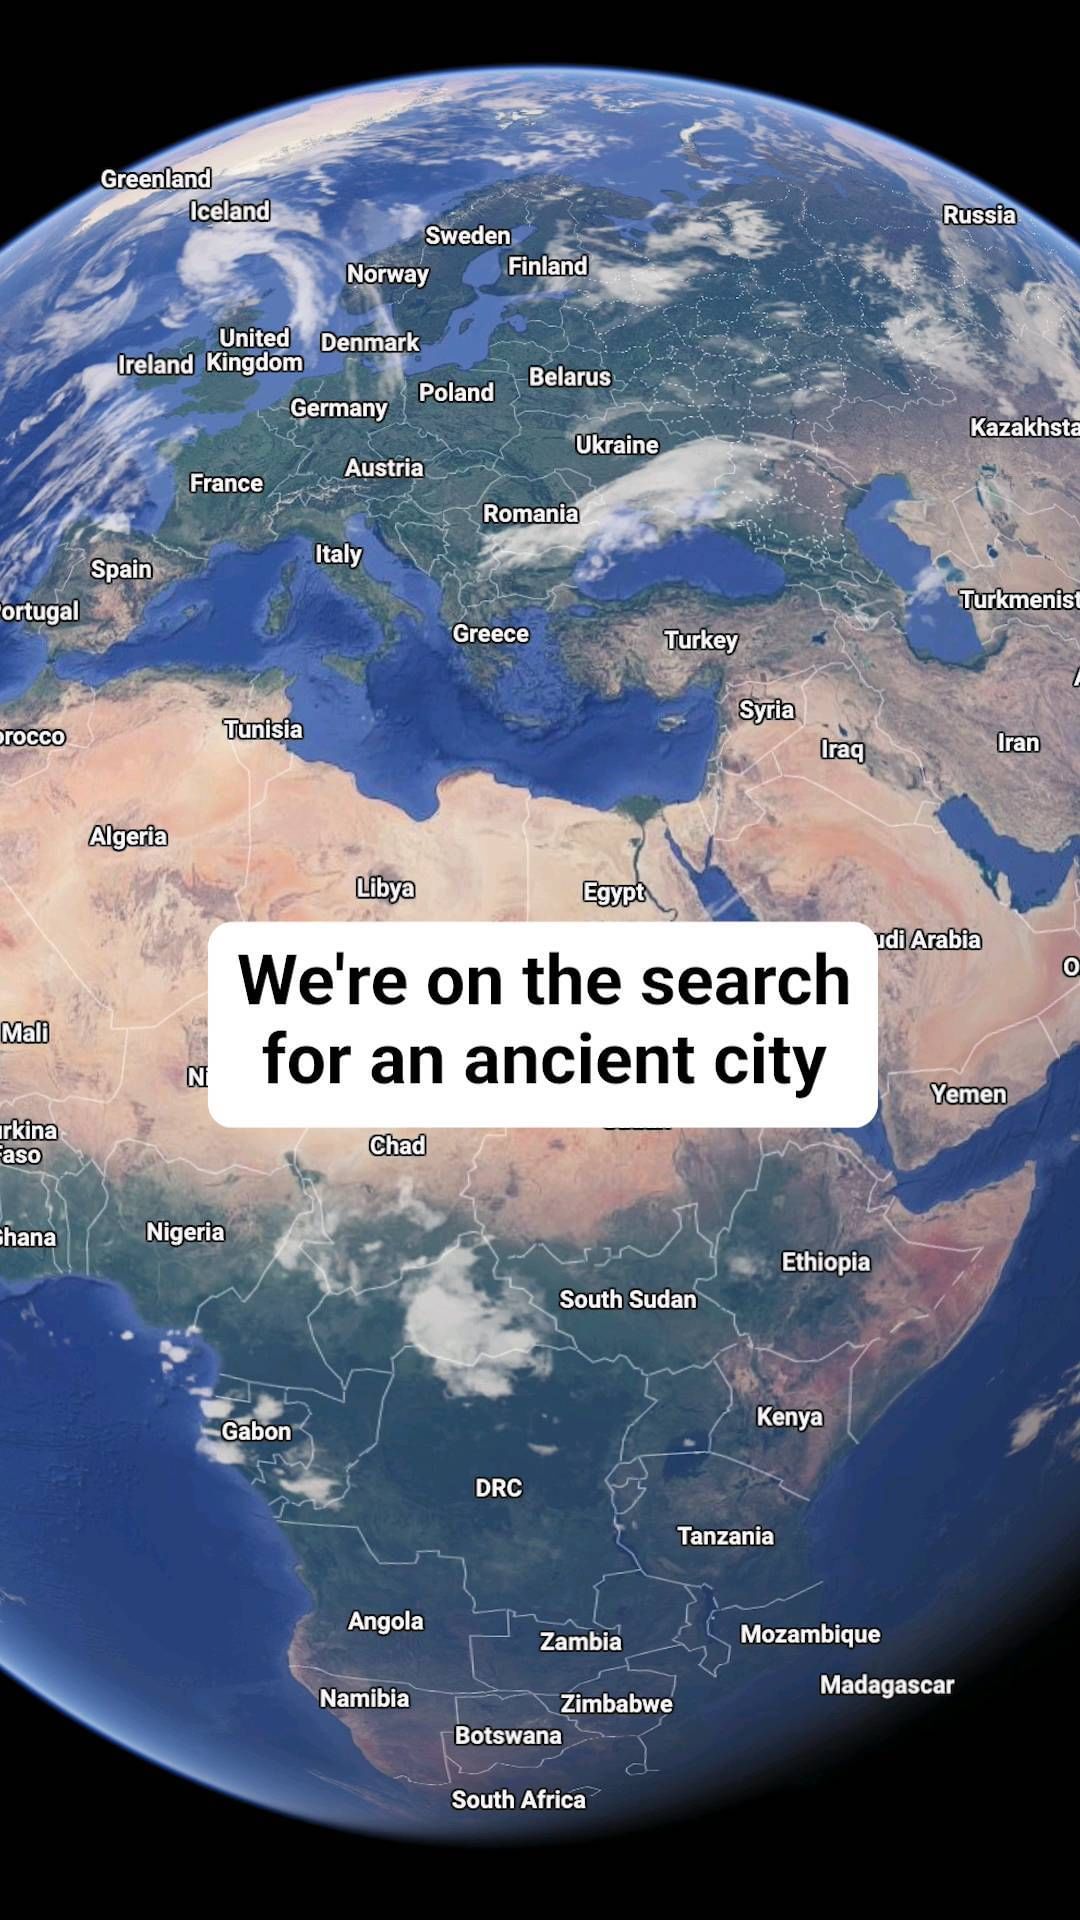 Greenland
Iceland
Russia
Sweden
Finland
Norway
United
Kingdom
Denmark
Ireland
Belarus
Poland
Germany
Kazakhsta
Ukraine
Austria
France
Romania
Italy
Spain
Turkmenist
ortugal
Greece
Turkey
Syria
Tunisia
orocco
Iraq
Iran
Algeria
Libya
Egypt
udi Arabia
We're on the search
for an ancient city
Mali
Ni
Yemen
urkina
Faso
Chad
Nigeria
Ghana
Ethiopia
South Sudan
Kenya
Gabon
DRC
Tanzania
Angola
Zambia
Mozambique
Madagascar
Namibia
Zimbabwe
Botswana
South Africa